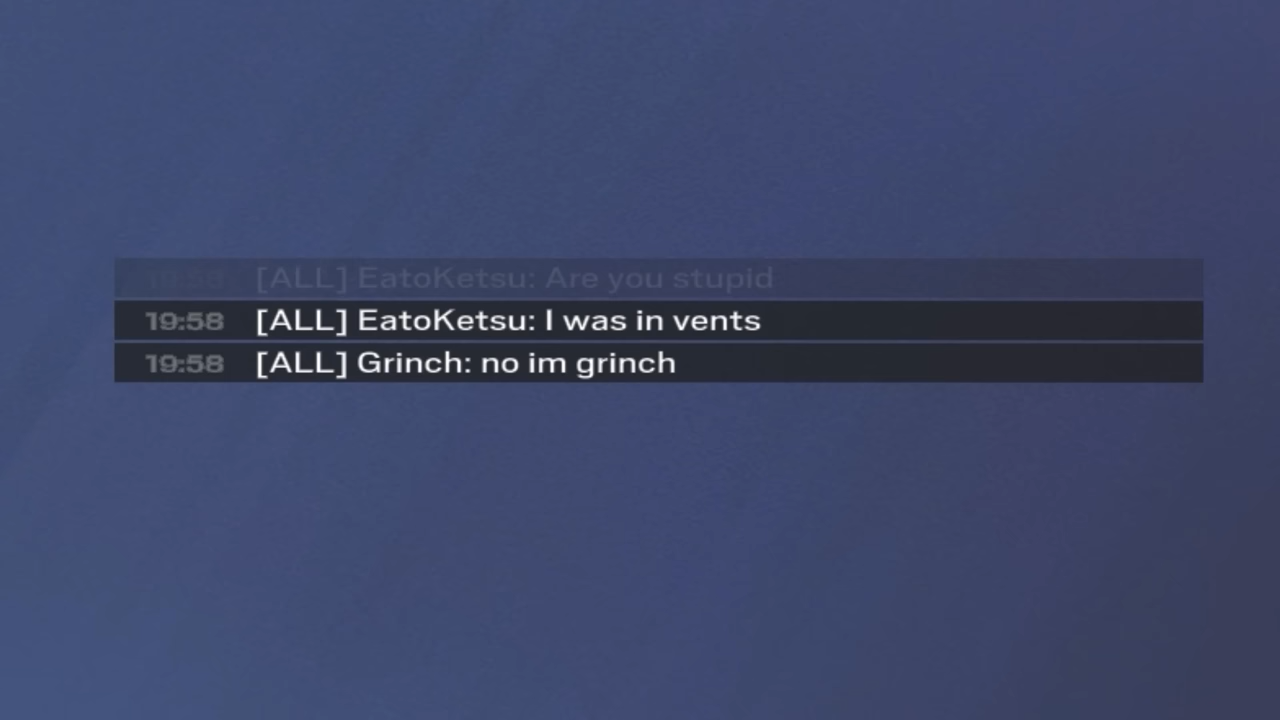 [ALL] EatoKetsu: Are you stupid
19:58 [ALL] EatoKetsu: I was in vents
19:58 [ALL] Grinch: no im grinch